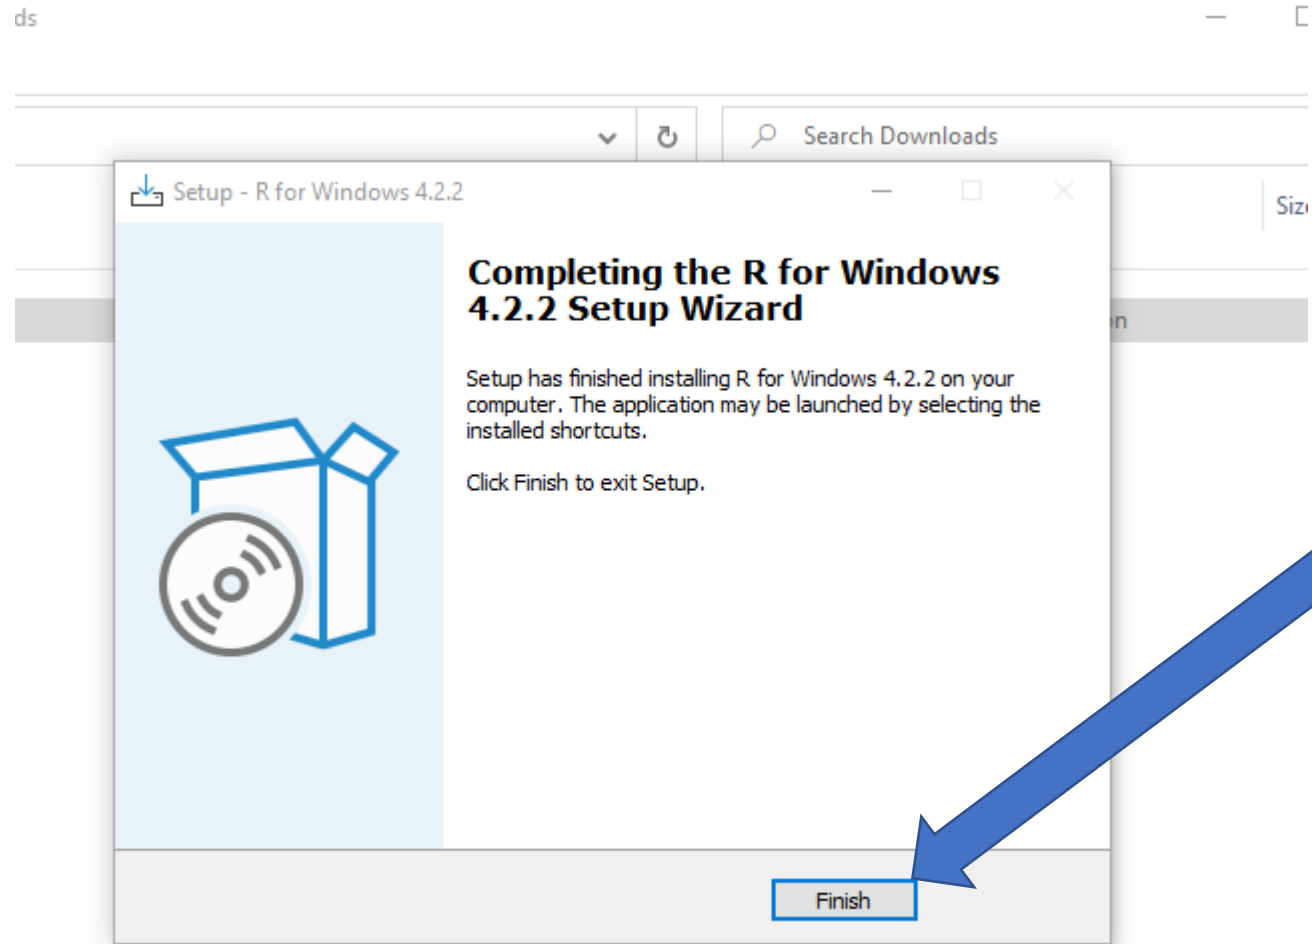 ds
Search Downloads
Setup - R for Windows 4.2.2
Size
Completing the R for Windows
4.2.2 Setup Wizard
on
Setup has finished installing R for Windows 4.2.2 on your
computer. The application may be launched by selecting the
installed shortcuts.
Click Finish to exit Setup.
Finish